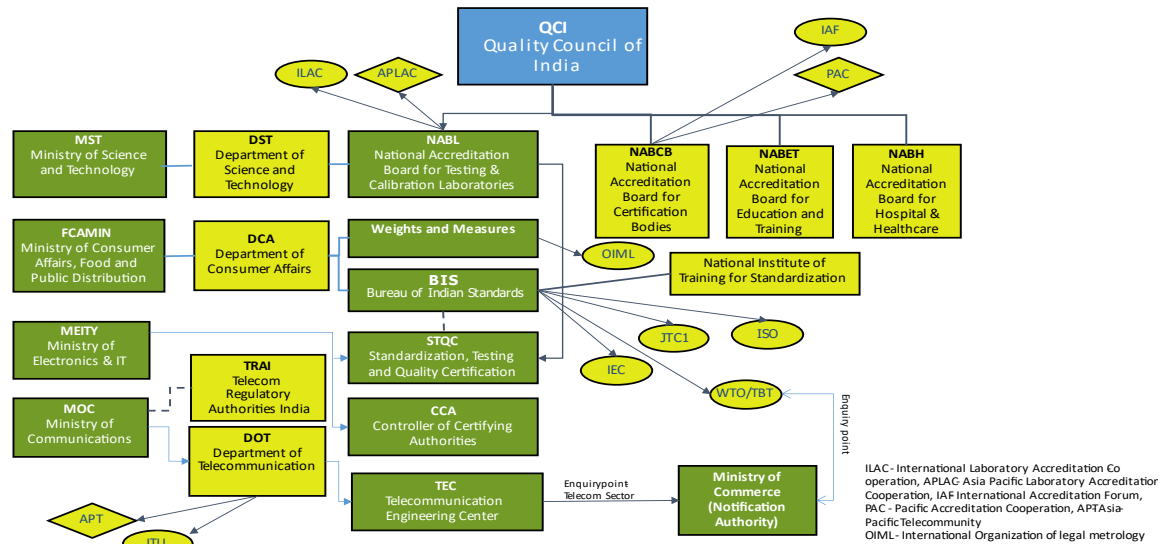 QCI
Quality Council of
India
IAF
ILAC
APLAC
PAC
MST
Ministry of Science
and Technology
DST
Department of
Science and
Technology
NABL
National Accreditation
Board for Testing &
Calibration Laboratories
NABCB
National
Accreditation
Board for
Certification
Bodies
NABET
National
Accreditation
Board for
Education and
Training
NABH
National
Accreditation
Board for
Hospital &
Healthcare
FCAMIN
Ministry of Consumer
Affairs, Food and
Public Distribution
DCA
Department of
Consumer Affairs
Weights and Measures
OIML
National Institute of
Training for Standardization
BIS
Bureau of Indian Standards
MEITY
Ministry of
Electronics & IT
STQC
Standardization, Testing
and Quality Certification
JTC1
ISO
IEC
TRAI
Telecom
Regulatory
Authorities India
WTO/TBT
MOC
Ministry of
Communications
CCA
Controller of Certifying
Authorities
Enquiry point
DOT
Department of
Telecommunication
TEC
Telecommunication
Engineering Center
Enquirypoint-
Telecom Sector
Ministry of
Commerce
(Notification
Authority)
APT
ITU
ILAC - International Laboratory Accreditation Co
operation, APLAC- Asia Pacific Laboratory Accreditation
Cooperation, IAF International Accreditation Forum,
PAC - Pacific Accreditation Cooperation, APT-Asia-
Pacific Telecommunity
OIML - International Organization of legal metrology